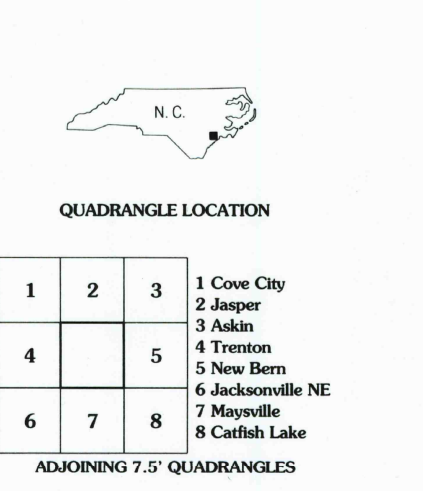 N. C.
QUADRANGLE LOCATION
1 2 3
4 5
6 7 8
1 Cove City
2 Jasper
3 Askin
4 Trenton
5 New Bern
6 Jacksonville NE
7 Maysville
8 Catfish Lake
ADJOINING 7.5' QUADRANGLES